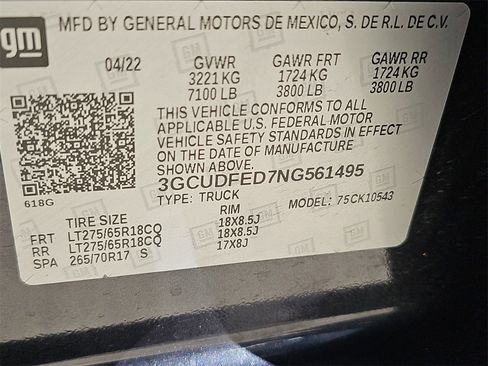 gm
MFD BY GENERAL MOTORS DE MEXICO, S. DE R.L. DE C.V.
04/22 GVWR GAWR FRT GAWR RR
3221 KG 1724 KG 1724 KG
7100 LB 3800 LB 3800 LB
THIS VEHICLE CONFORMS TO ALL
APPLICABLE U.S. FEDERAL MOTOR
VEHICLE SAFETY STANDARDS IN EFFECT
ON THE DATE OF MANUFACTURE
SHOWN ABOVE.
3GCUDFED7NG561495
618G
TYPE: TRUCK MODEL: 75CK10543
TIRE SIZE RIM
FRT LT275/65R18CQ 18X8.5J
RR LT275/65R18CQ 18X8.5J
SPA 265/70R17 S 17X8J